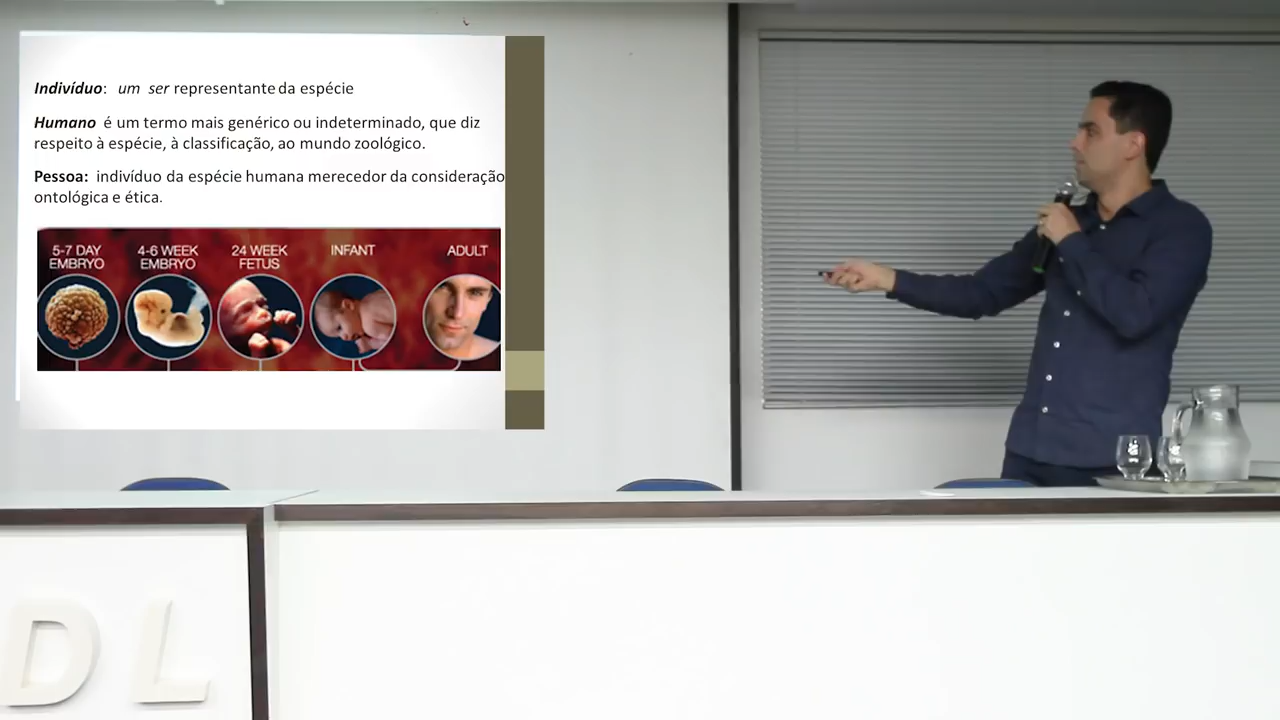 Indivíduo: um ser representante da espécie
Humano é um termo mais genérico ou indeterminado, que diz
respeito à espécie, à classificação, ao mundo zoológico.
Pessoa: indivíduo da espécie humana merecedor da consideração
ontológica e ética.
5-7 DAY
EMBRYO
4-6 WEEK
EMBRYO
24 WEEK
FETUS
INFANT
ADULT
DL